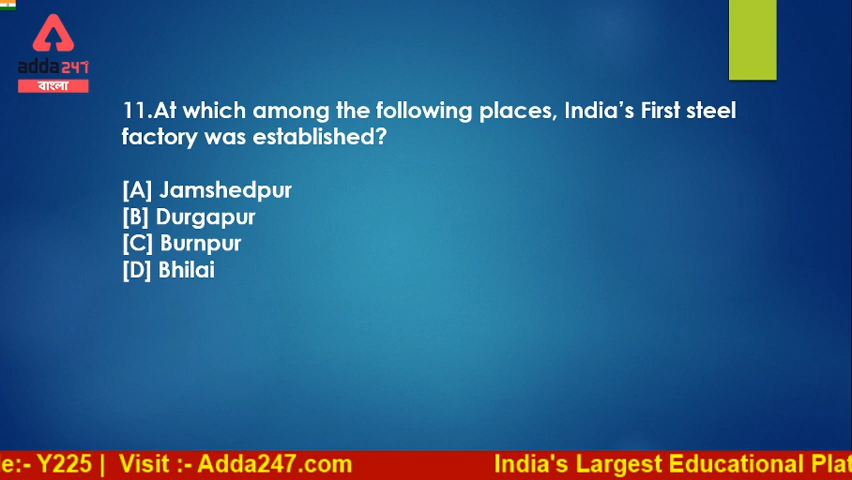 adda247
বাংলা
11.At which among the following places, India’s First steel
factory was established?
[A] Jamshedpur
[B] Durgapur
[C] Burnpur
[D] Bhilai
e:- Y225 | Visit :- Adda247.com India's Largest Educational Plat